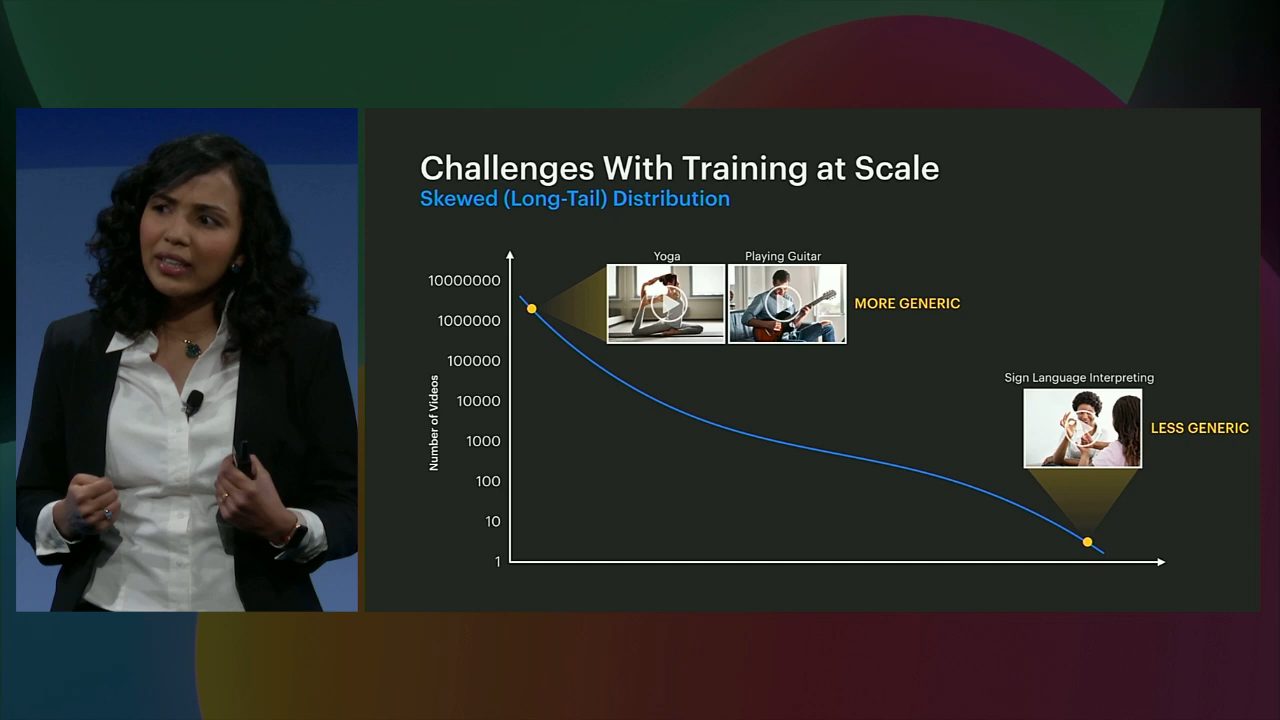 Challenges With Training at Scale
Skewed (Long-Tail) Distribution
Yoga
Playing Guitar
MORE GENERIC
10000000
1000000
100000
10000
1000
100
10
1
Number of Videos
Sign Language Interpreting
LESS GENERIC